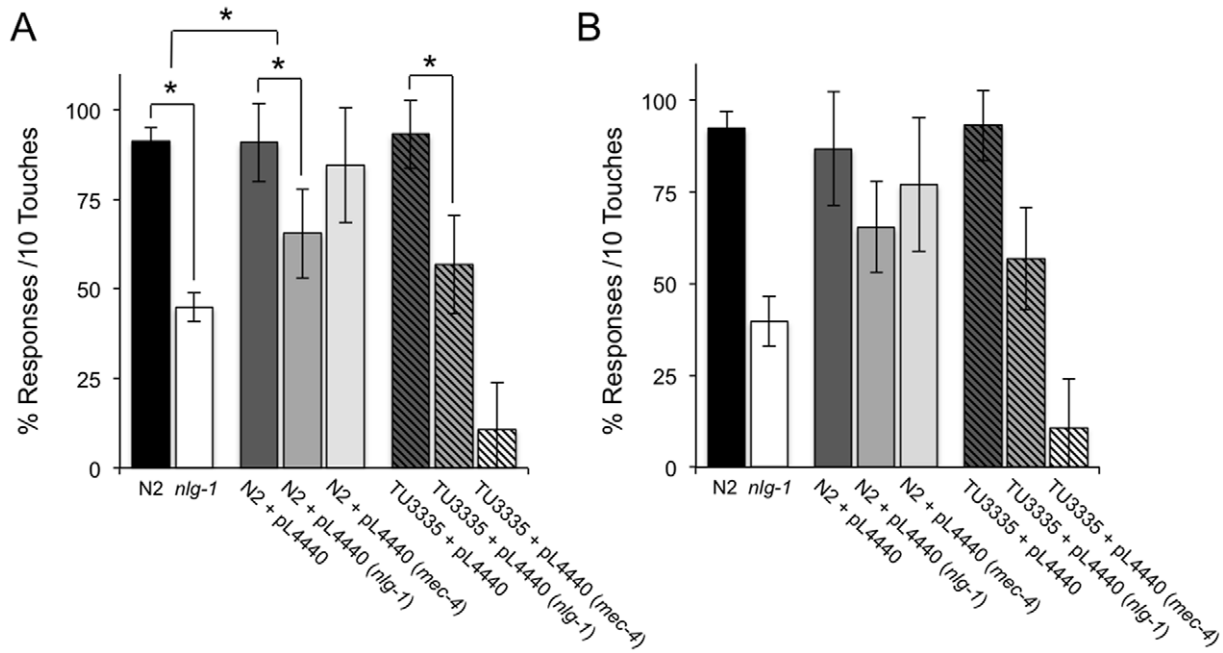 A
% Responses /10 Touches
*
*
*
*
100
75
50
25
0
N2
nlg-1
N2 + pL4440
N2 + pL4440 (nlg-1)
N2 + pL4440 (mec-4)
TU3335 + pL4440
TU3335 + pL4440 (nlg-1)
TU3335 + pL4440 (mec-4)
B
% Responses /10 Touches
100
75
50
25
0
N2
nlg-1
N2 + pL4440
N2 + pL4440 (nlg-1)
N2 + pL4440 (mec-4)
TU3335 + pL4440
TU3335 + pL4440 (nlg-1)
TU3335 + pL4440 (mec-4)